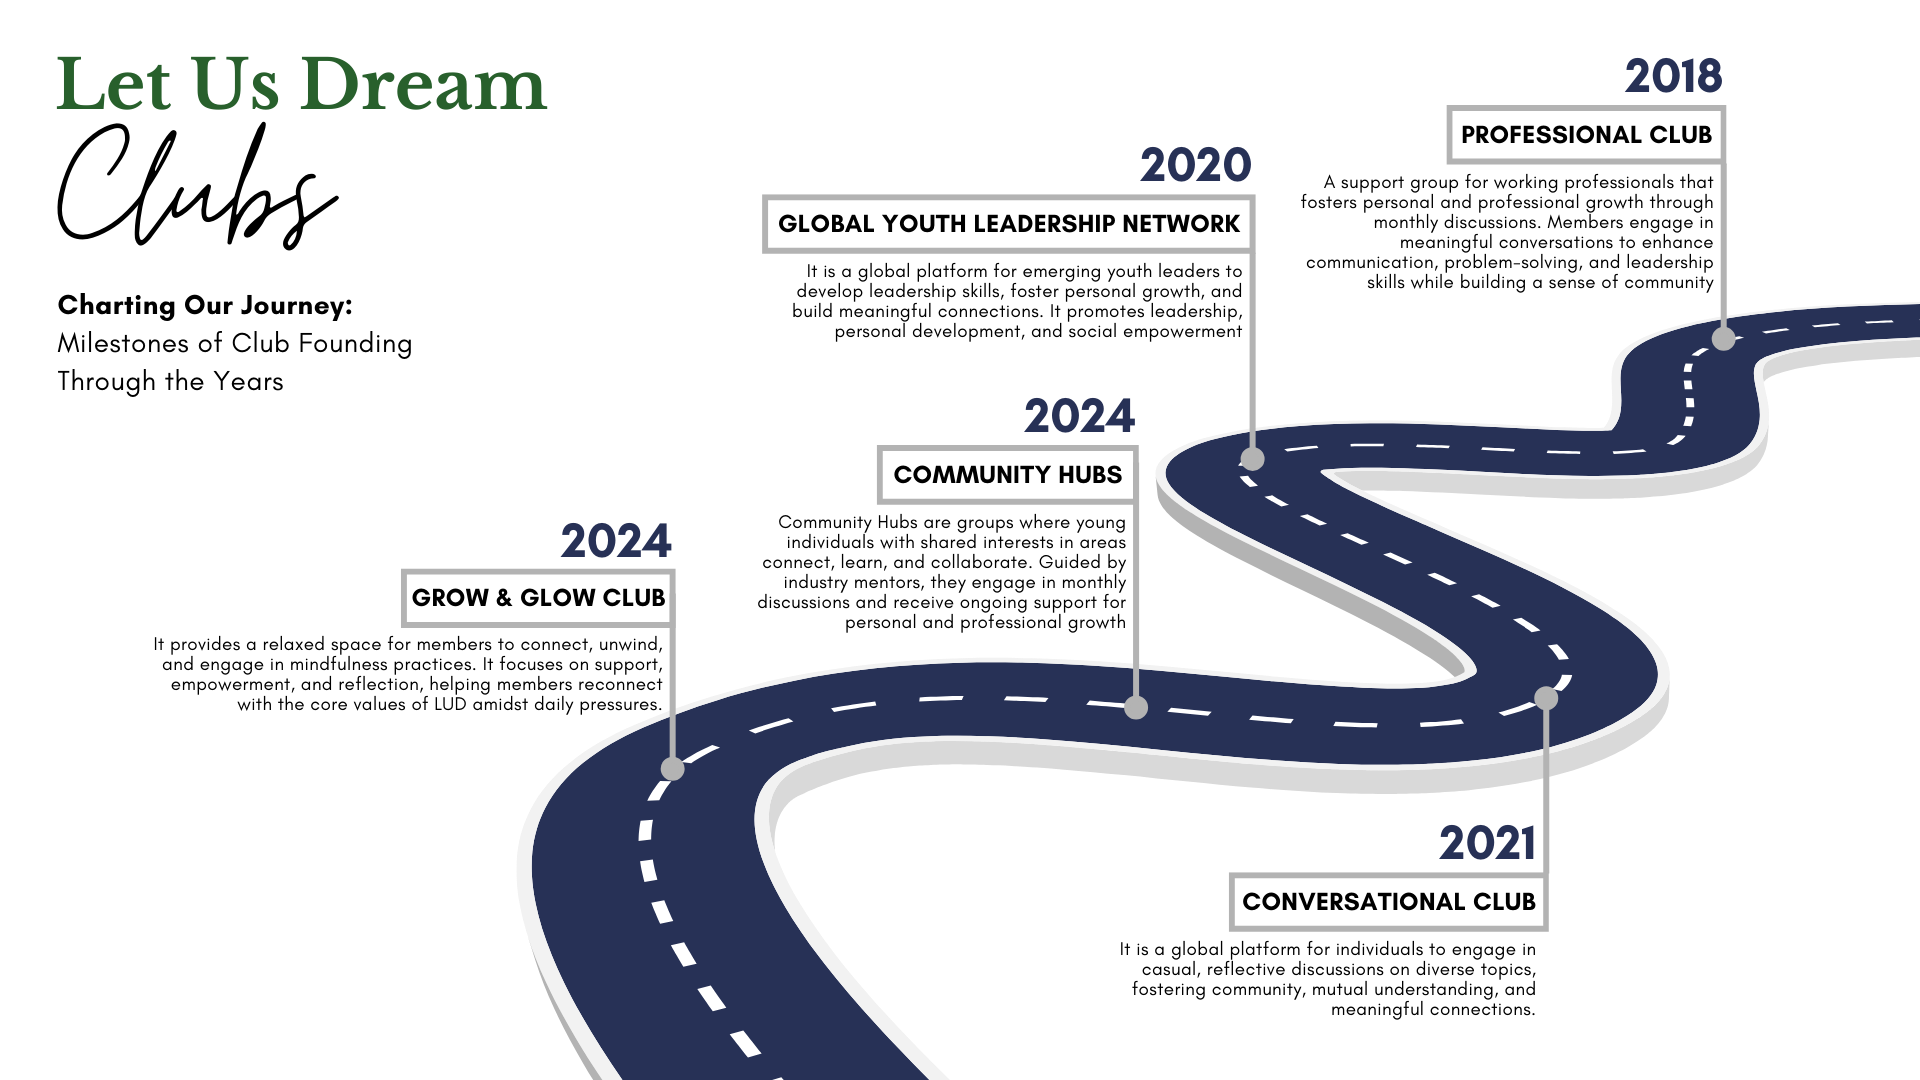 Let Us Dream
Clubs
Charting Our Journey:
Milestones of Club Founding
Through the Years
2018
PROFESSIONAL CLUB
A support group for working professionals that
fosters personal and professional growth through
monthly discussions. Members engage in
meaningful conversations to enhance
communication, problem-solving, and leadership
skills while building a sense of community
2020
GLOBAL YOUTH LEADERSHIP NETWORK
It is a global platform for emerging youth leaders to
develop leadership skills, foster personal growth, and
build meaningful connections. It promotes leadership,
personal development, and social empowerment
2024
COMMUNITY HUBS
Community Hubs are groups where young
individuals with shared interests in areas
connect, learn, and collaborate. Guided by
industry mentors, they engage in monthly
discussions and receive ongoing support for
personal and professional growth
2024
GROW & GLOW CLUB
It provides a relaxed space for members to connect, unwind,
and engage in mindfulness practices. It focuses on support,
empowerment, and reflection, helping members reconnect
with the core values of LUD amidst daily pressures.
2021
CONVERSATIONAL CLUB
It is a global platform for individuals to engage in
casual, reflective discussions on diverse topics,
fostering community, mutual understanding, and
meaningful connections.